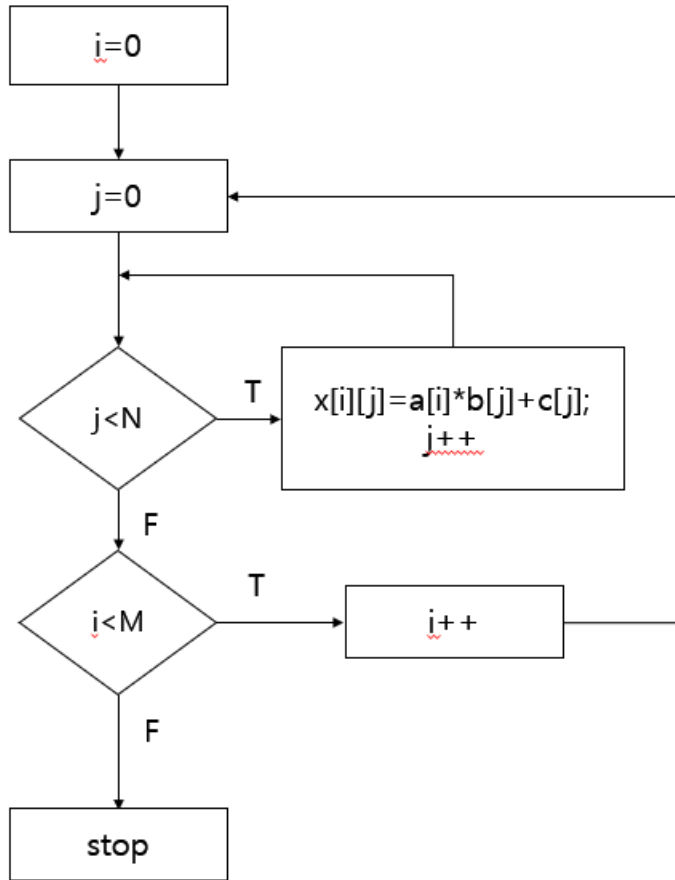 i=0
j=0
j<N
T
x[i][j]=a[i]*b[j]+c[j];
j++
F
i<M
T
i++
F
stop